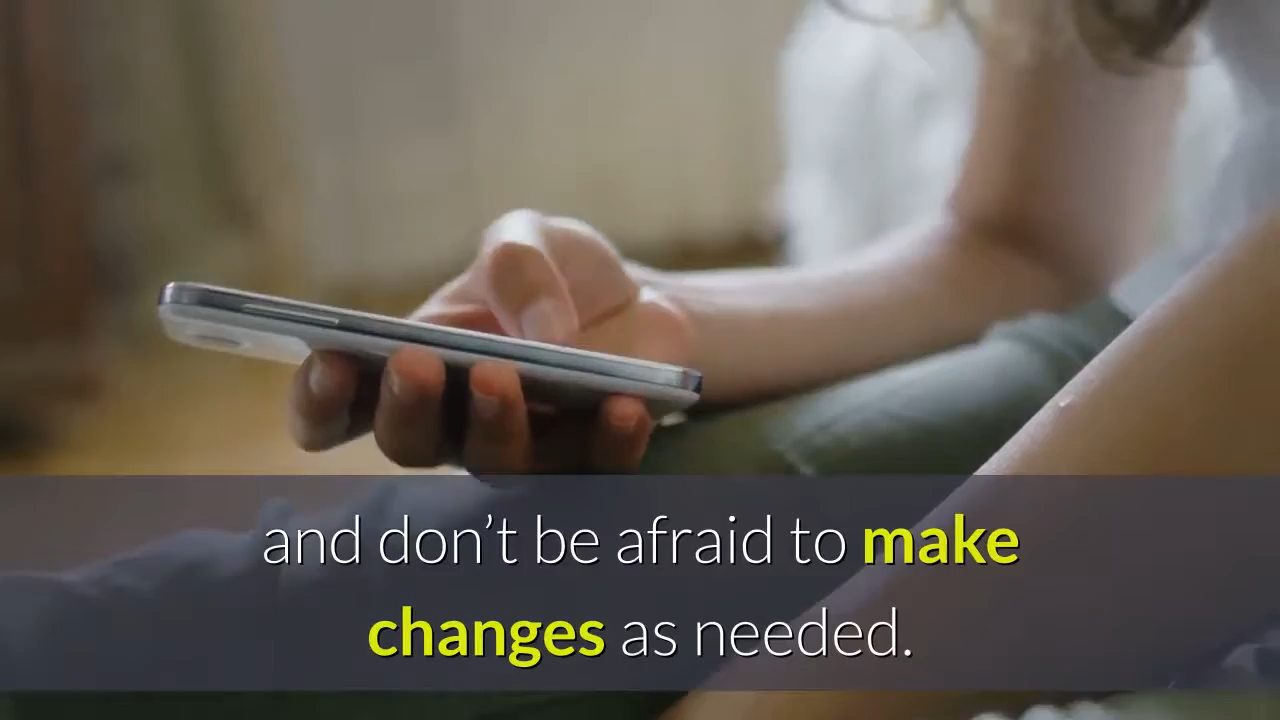 and don’t be afraid to make
changes as needed.